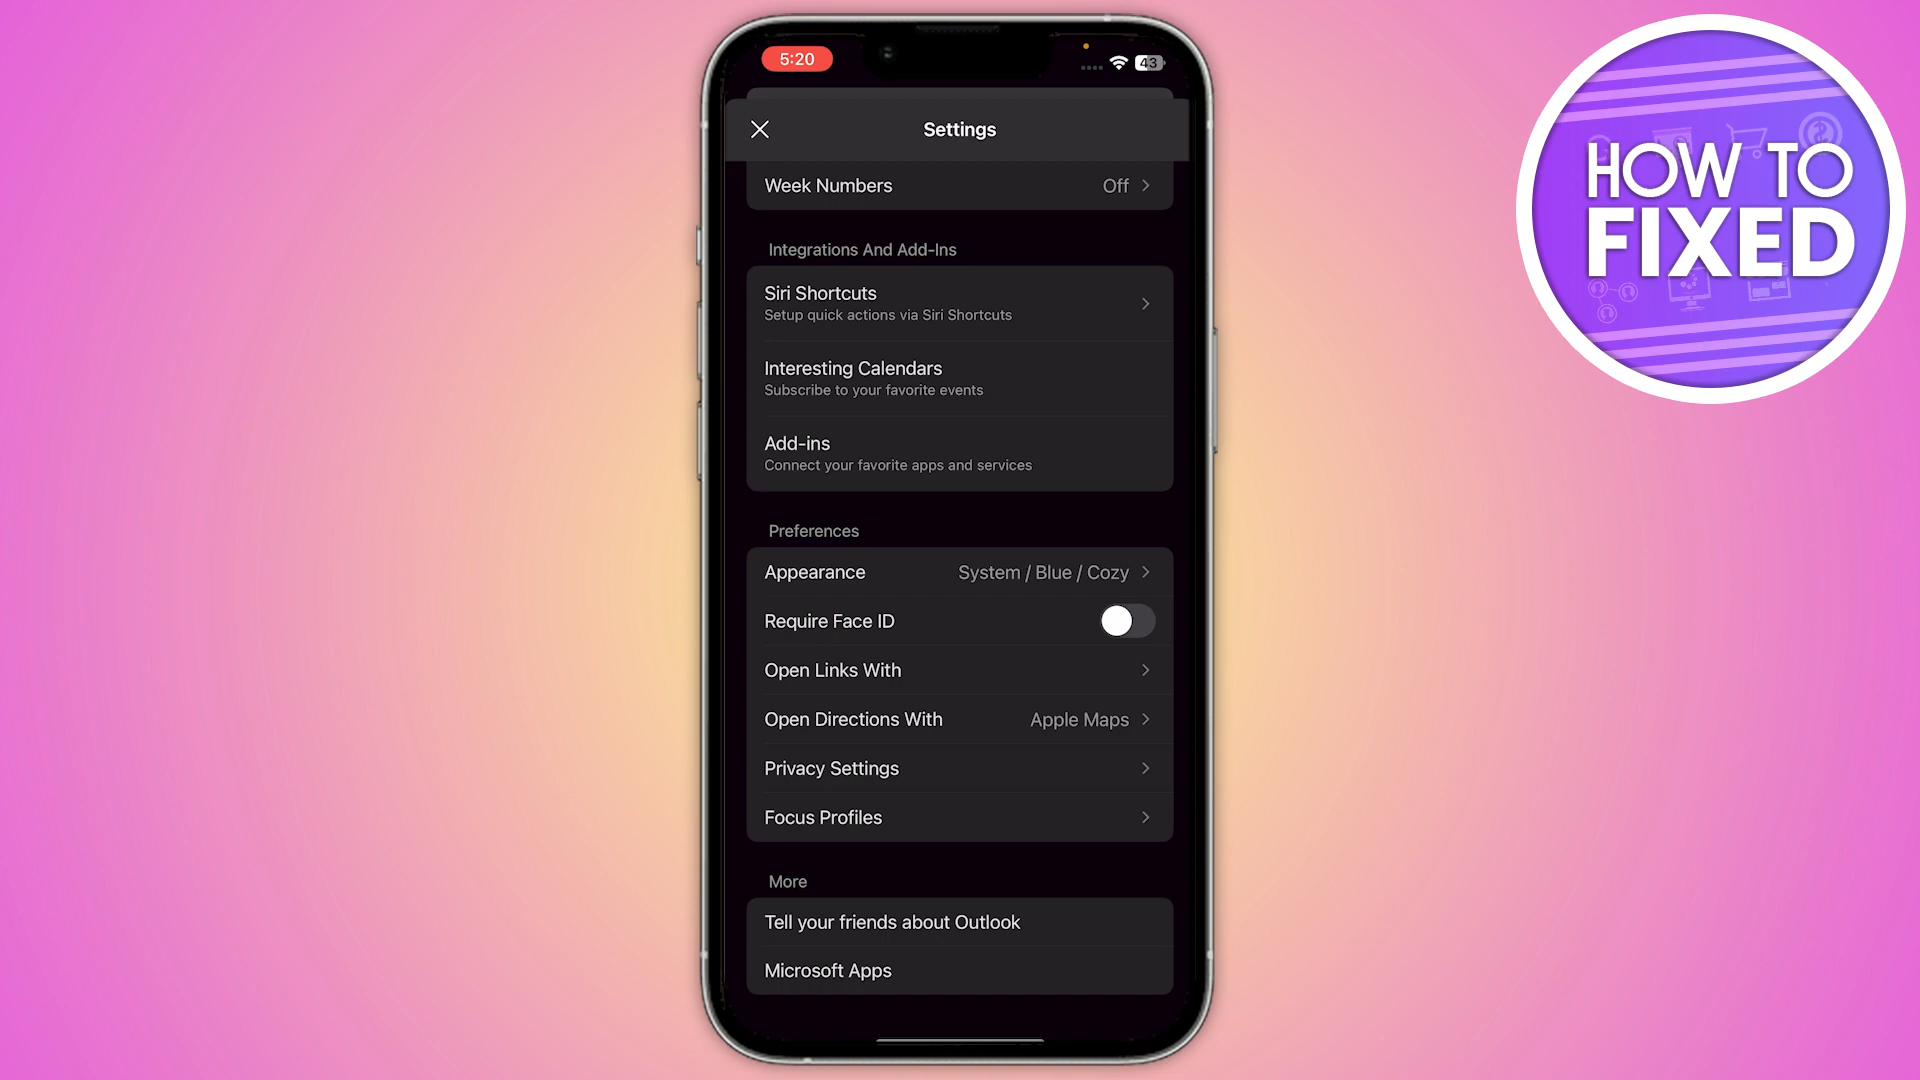 5:20
43
HOW TO
FIXED
Settings
Week Numbers Off
Integrations And Add-Ins
Siri Shortcuts
Setup quick actions via Siri Shortcuts
Interesting Calendars
Subscribe to your favorite events
Add-ins
Connect your favorite apps and services
Preferences
Appearance System / Blue / Cozy
Require Face ID
Open Links With
Open Directions With Apple Maps
Privacy Settings
Focus Profiles
More
Tell your friends about Outlook
Microsoft Apps